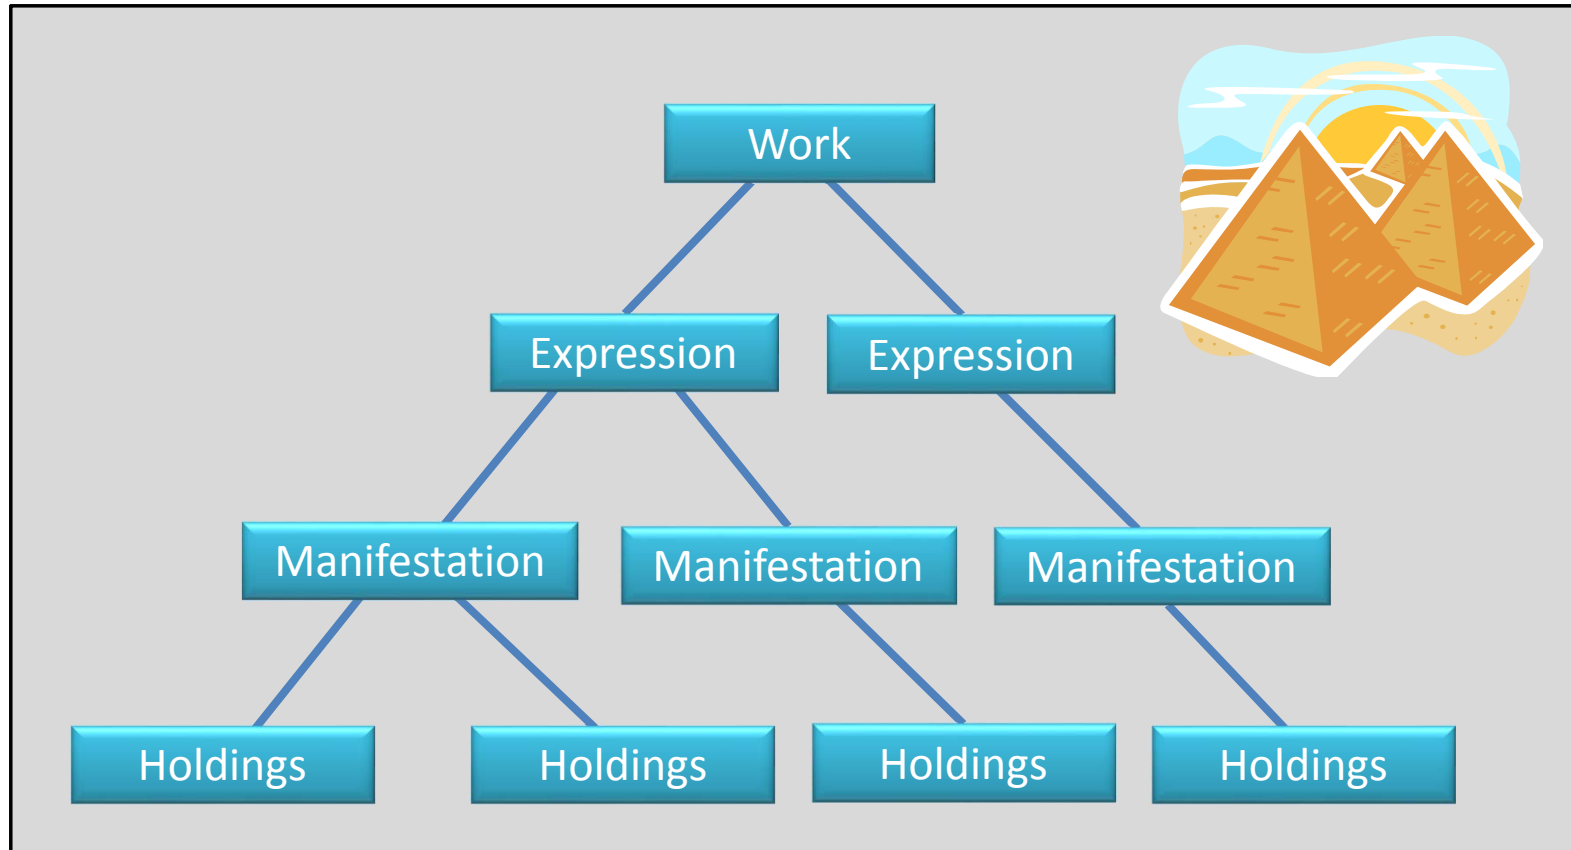 Work
Expression
Expression
Manifestation
Manifestation
Manifestation
Holdings
Holdings
Holdings
Holdings